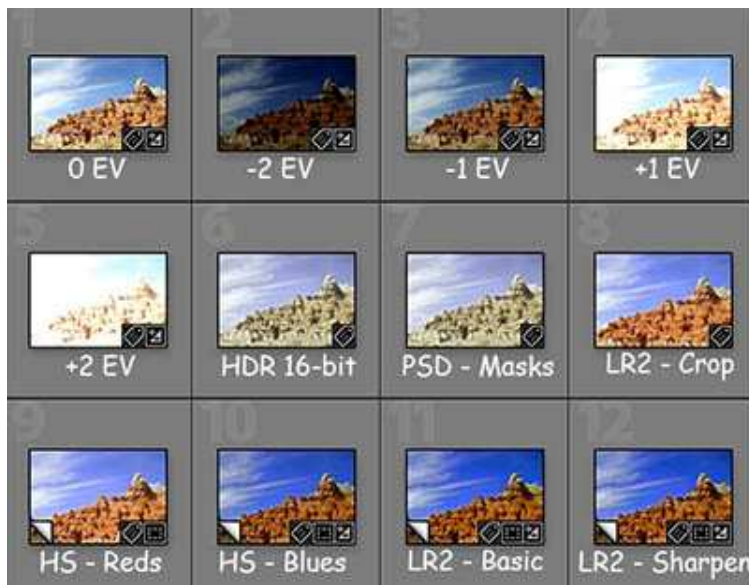 1 2 3 4
0 EV -2 EV -1 EV +1 EV
5 6 7 8
+2 EV HDR 16-bit PSD - Masks LR2 - Crop
9 10 11 12
HS - Reds HS - Blues LR2 - Basic LR2 - Sharpen